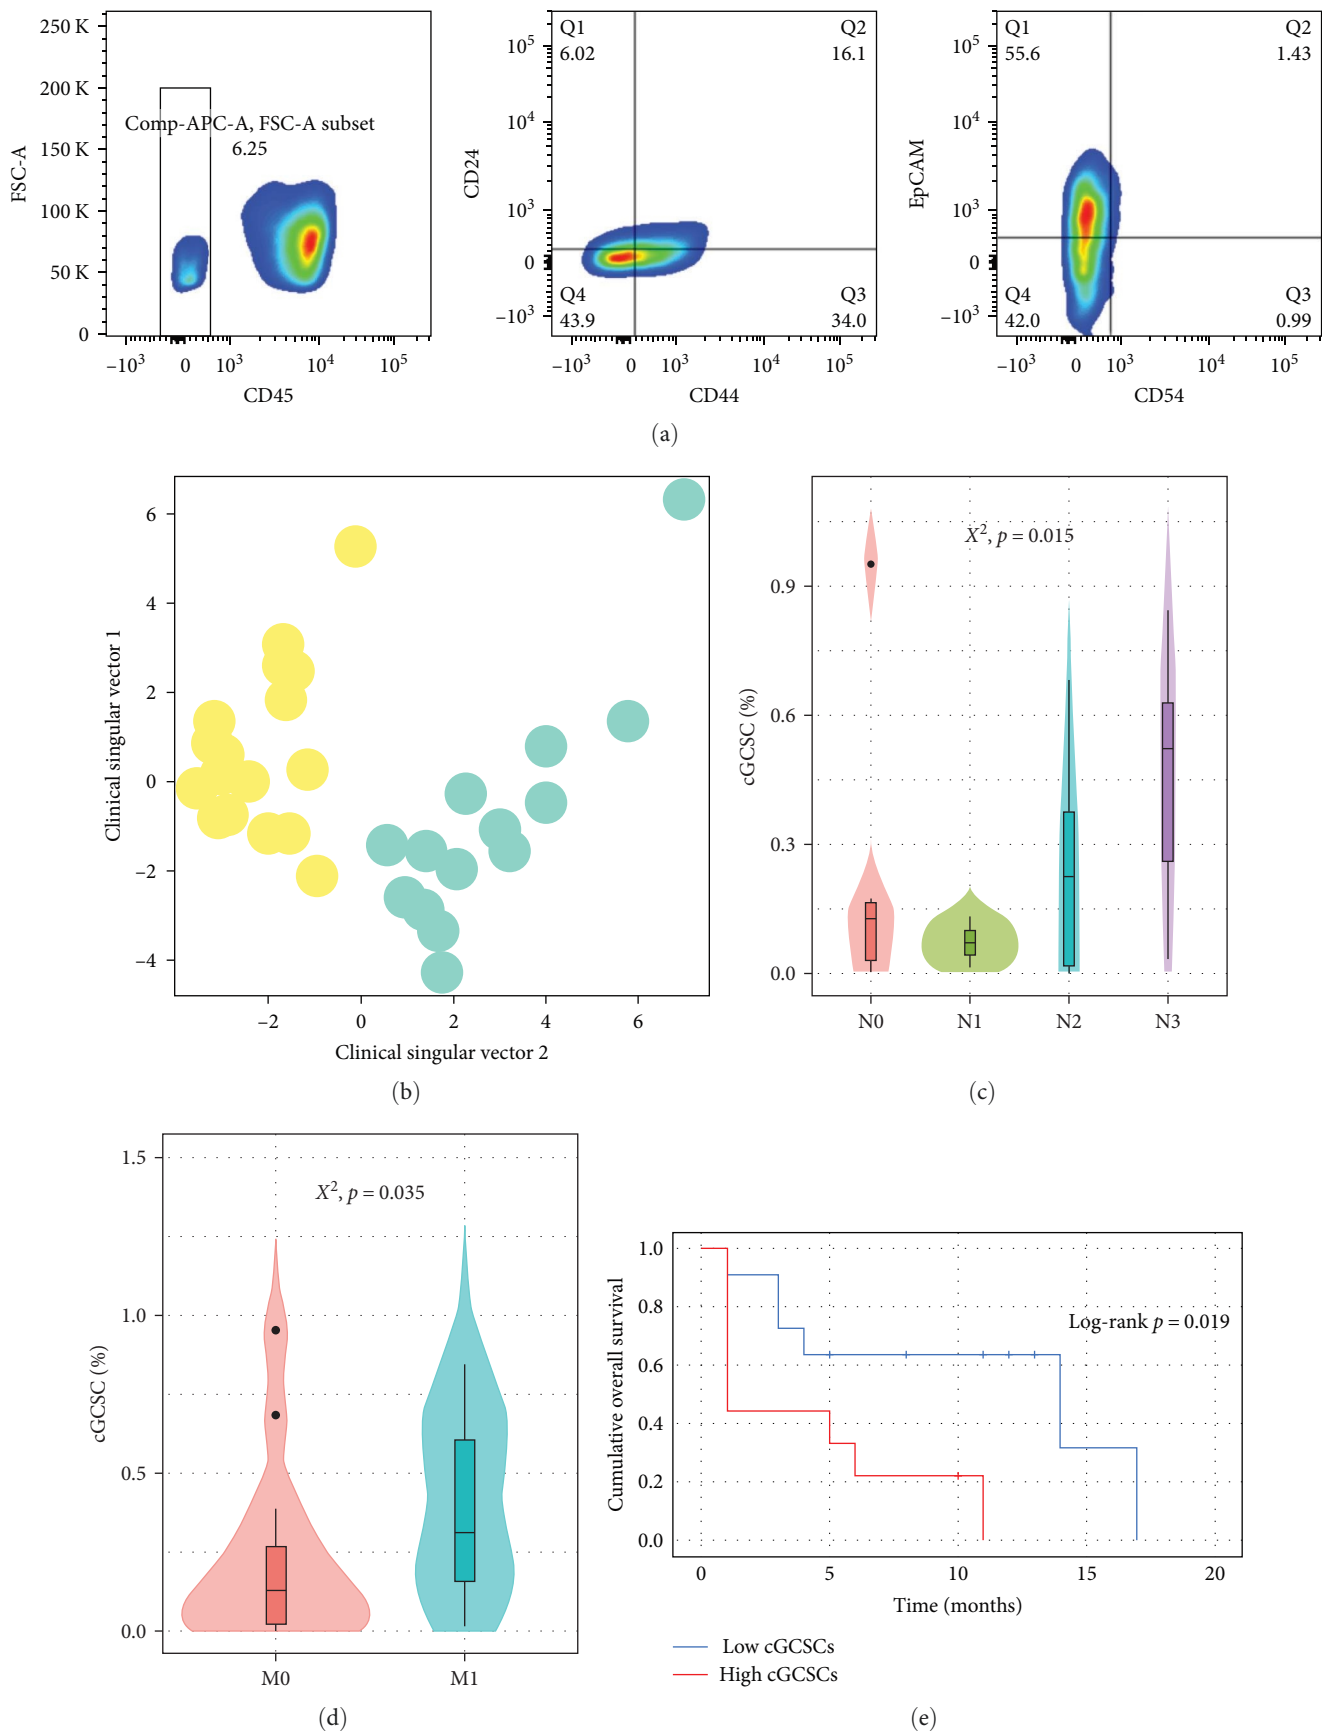 250 K
200 K
150 K
100 K
50 K
0
FSC-A
Comp-APC-A, FSC-A subset
6.25
–10³ 0 10³ 10⁴ 10⁵
CD45
Q1
6.02
Q2
16.1
Q4
43.9
Q3
34.0
10⁵
10⁴
10³
0
–10³
CD24
–10³ 0 10³ 10⁴ 10⁵
CD44
Q1
55.6
Q2
1.43
Q4
42.0
Q3
0.99
10⁵
10⁴
10³
0
–10³
EpCAM
–10³ 0 10³ 10⁴ 10⁵
CD54
(a)
6
4
2
0
–2
–4
Clinical singular vector 1
–2 0 2 4 6
Clinical singular vector 2
(b)
X², p = 0.015
0.9
0.6
0.3
0.0
cGCSC (%)
N0 N1 N2 N3
(c)
1.5
1.0
0.5
0.0
cGCSC (%)
X², p = 0.035
M0 M1
(d)
1.0
0.8
0.6
0.4
0.2
0.0
Cumulative overall survival
Log-rank p = 0.019
0 5 10 15 20
Time (months)
Low cGCSCs
High cGCSCs
(e)